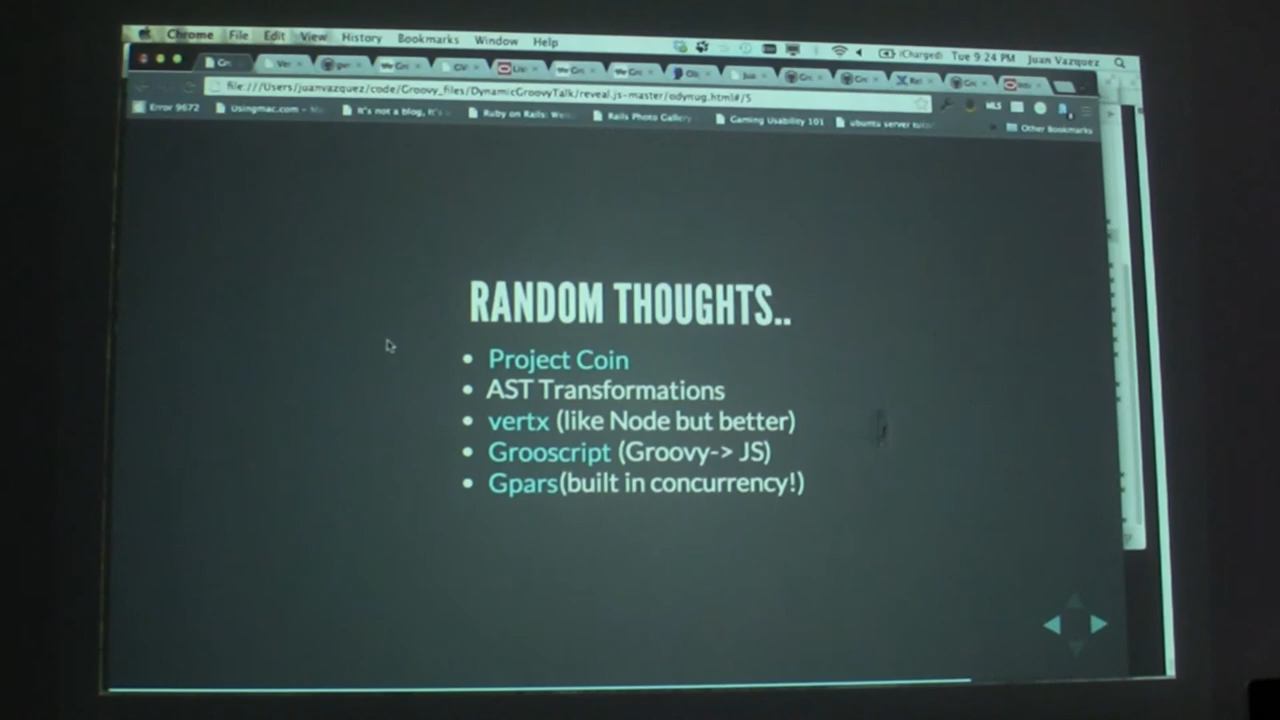 Chrome File Edit View History Bookmarks Window Help (Charged) Tue 9:24 PM Juan Vazquez
file:///Users/juanvazquez/code/Groovy_files/DynamicGroovyTalk/reveal.js-master/odynug.html#/5
Error 9672 Usingmac.com It's not a blog, it's Ruby on Rails: Rails Photo Gallery Gaming Usability 101 ubuntu server Other Bookmarks
RANDOM THOUGHTS..
• Project Coin
• AST Transformations
• vertx (like Node but better)
• Grooscript (Groovy-> JS)
• Gpars(built in concurrency!)